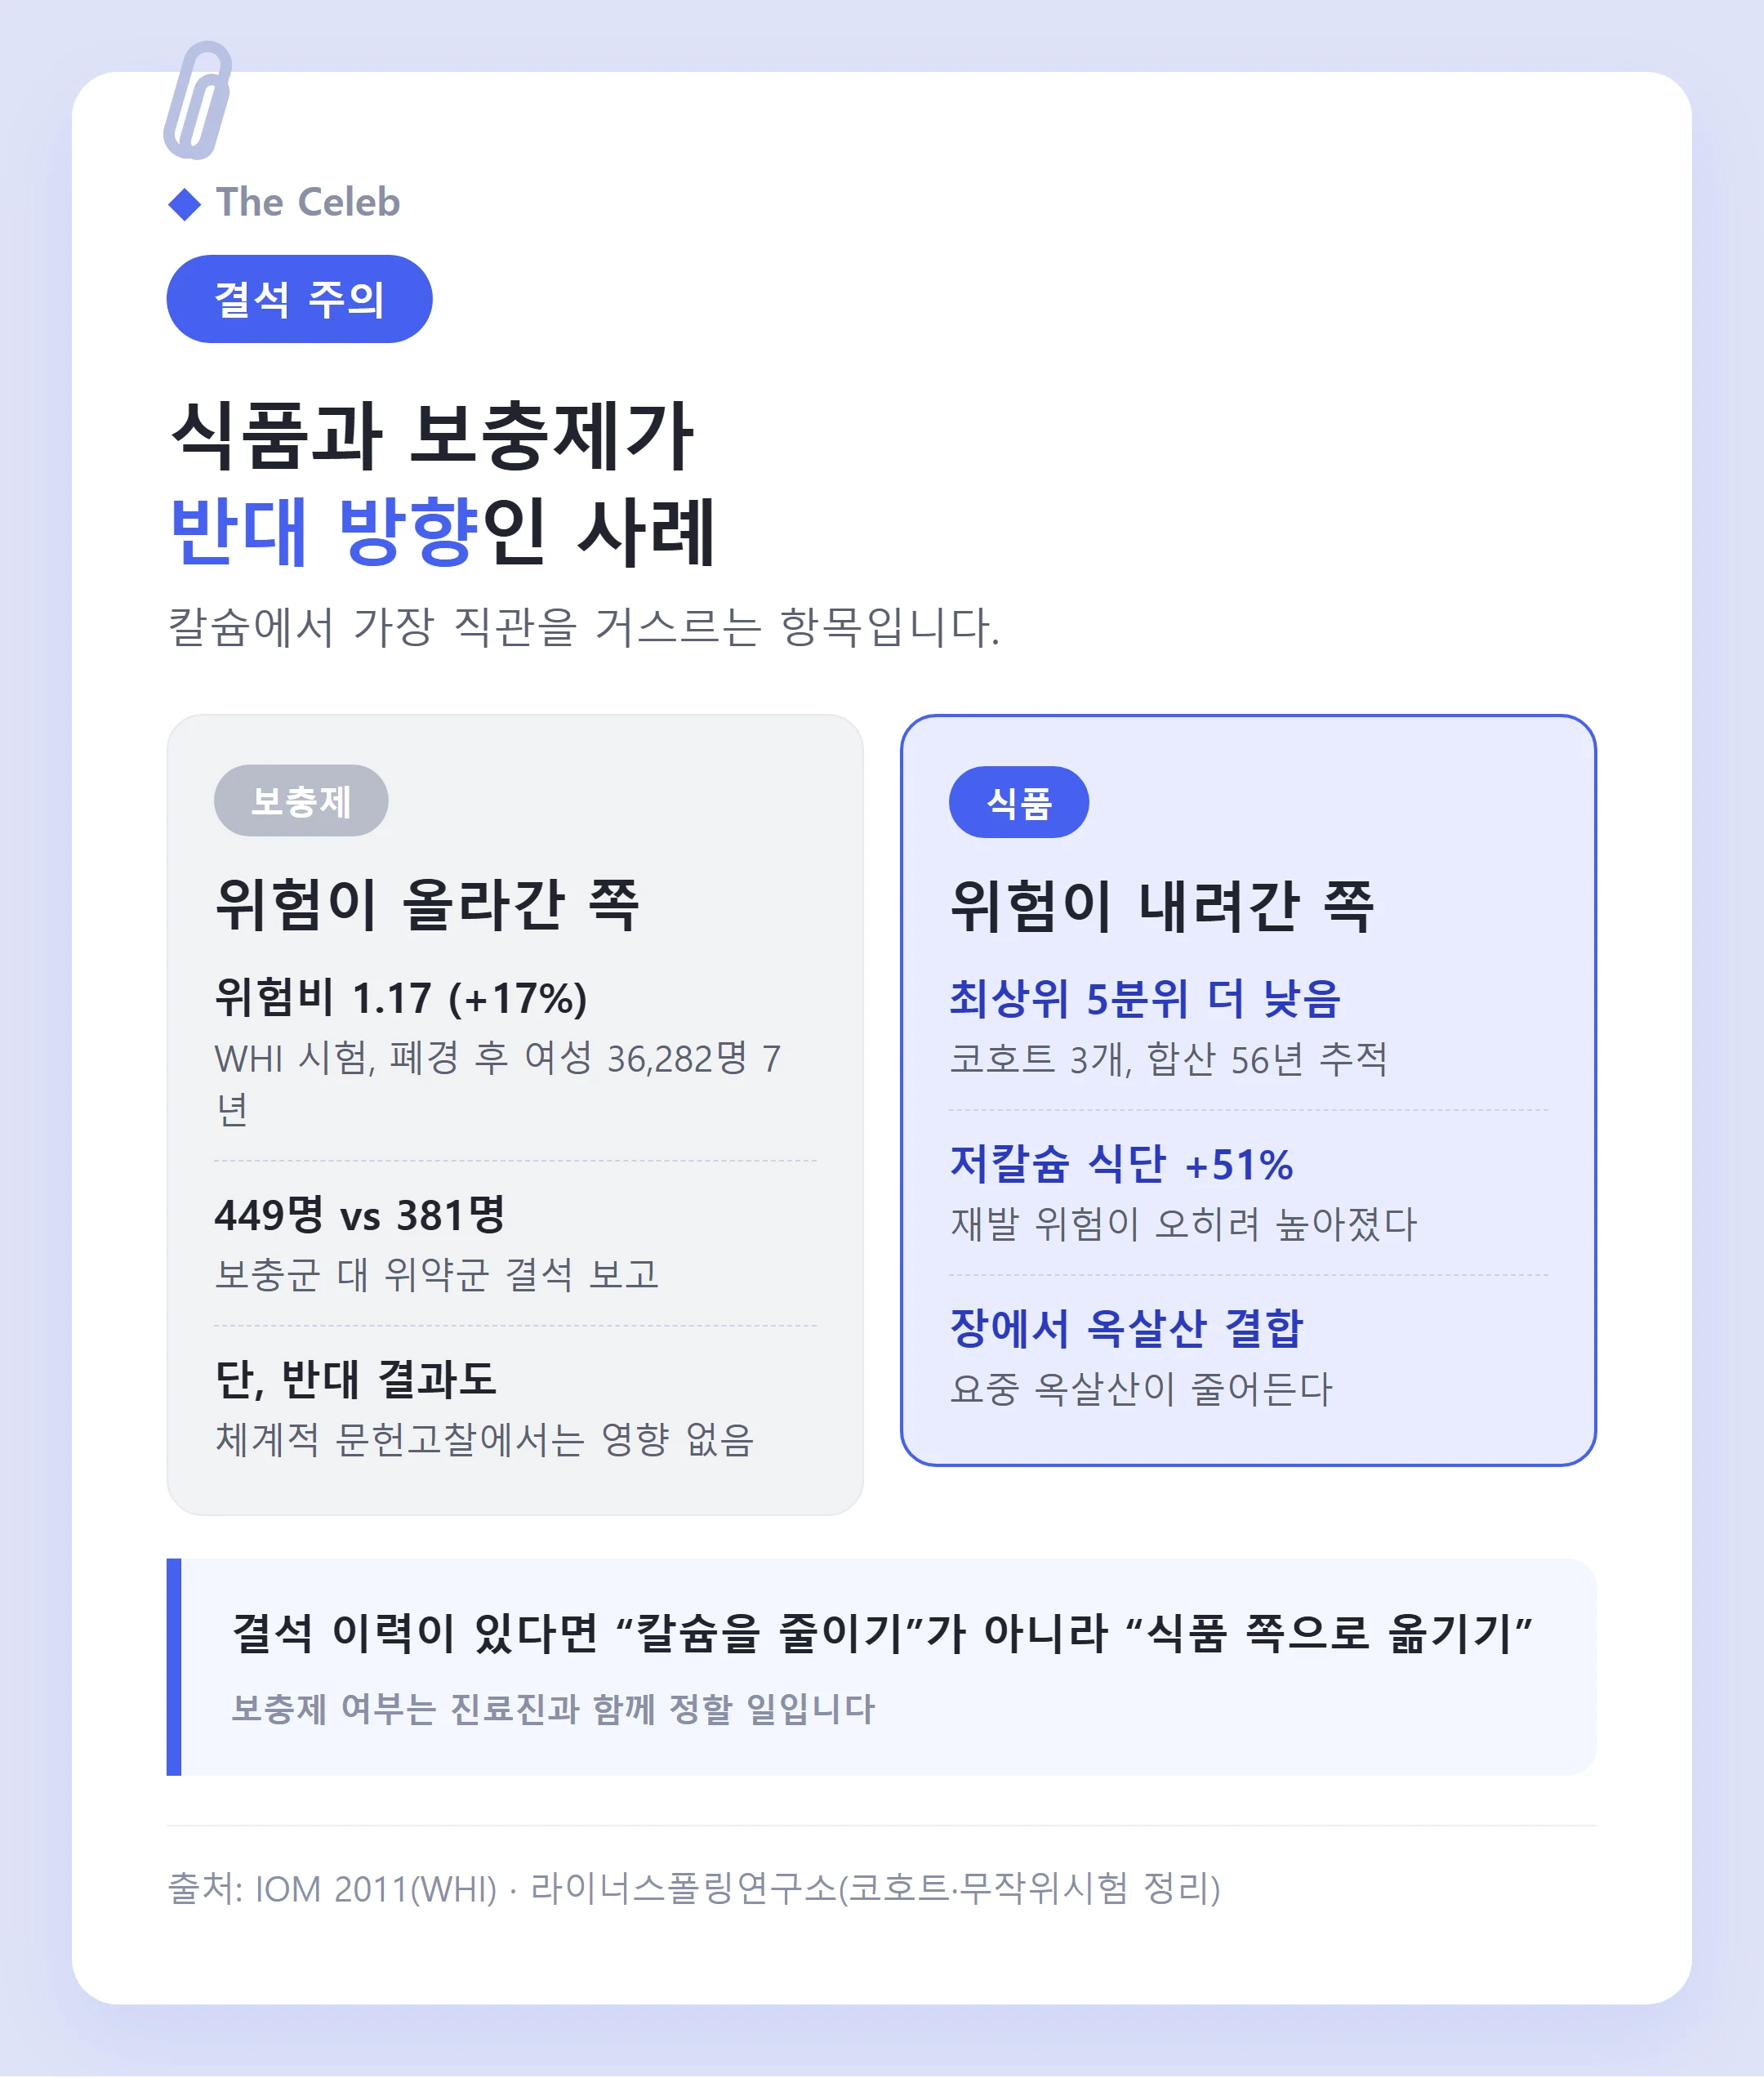 The Celeb
결석 주의
식품과 보충제가
반대 방향인 사례
칼슘에서 가장 직관을 거스르는 항목입니다.
보충제
위험이 올라간 쪽
위험비 1.17 (+17%)
WHI 시험, 폐경 후 여성 36,282명 7
년
449명 vs 381명
보충군 대 위약군 결석 보고
단, 반대 결과도
체계적 문헌고찰에서는 영향 없음
식품
위험이 내려간 쪽
최상위 5분위 더 낮음
코호트 3개, 합산 56년 추적
저칼슘 식단 +51%
재발 위험이 오히려 높아졌다
장에서 옥살산 결합
요중 옥살산이 줄어든다
결석 이력이 있다면 “칼슘을 줄이기”가 아니라 “식품 쪽으로 옮기기”
보충제 여부는 진료진과 함께 정할 일입니다
출처: IOM 2011(WHI) · 라이너스폴링연구소(코호트·무작위시험 정리)